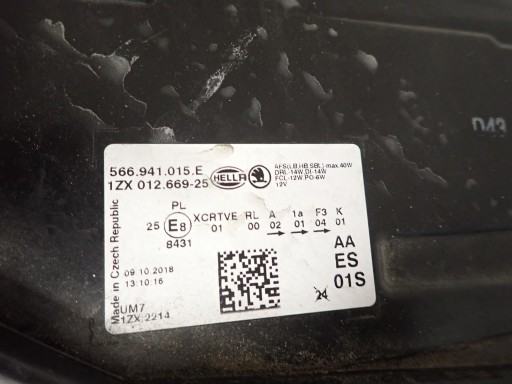 566.941.015.E
1ZX 012.669-25
HELLA
AFS(LB,HB,SBL)-max.40W
DRL-14W,DI-14W
FCL-12W,PO-6W
12V
PL
25 E8 XCRTVE RL A 1a F3 K
8431 01 00 02 01 04 01
Made in Czech Republic
09.10.2018
13:10:16
AA
ES
24 01S
UM7
1ZX 2214
D43